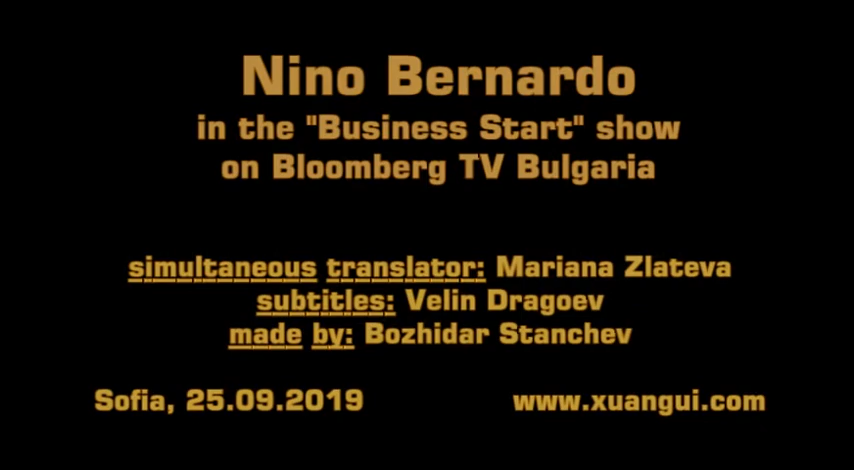 Nino Bernardo
in the "Business Start" show
on Bloomberg TV Bulgaria
simultaneous translator: Mariana Zlateva
subtitles: Velin Dragoev
made by: Bozhidar Stanchev
Sofia, 25.09.2019 www.xuangui.com